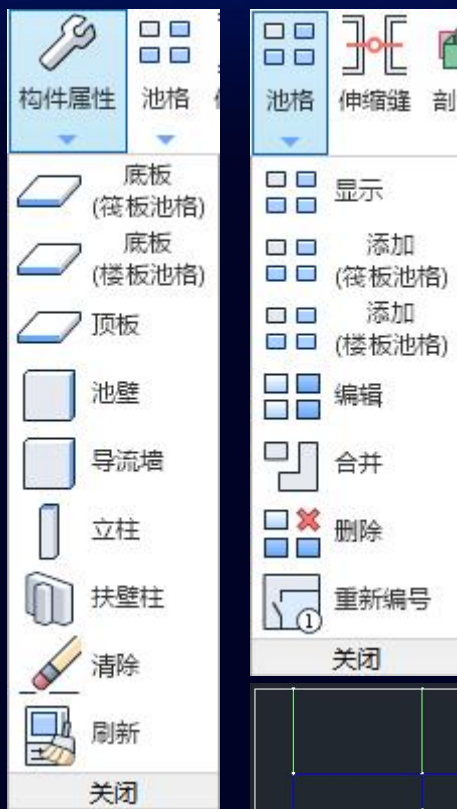 构件属性 池格
底板
(筏板池格)
底板
(楼板池格)
顶板
池壁
导流墙
立柱
扶壁柱
清除
刷新
关闭
池格 伸缩缝 剖
显示
添加
(筏板池格)
添加
(楼板池格)
编辑
合并
删除
重新编号
1
关闭